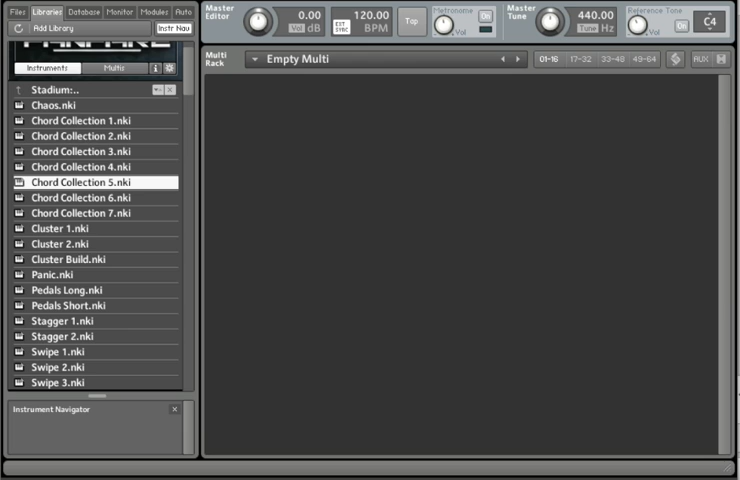 Files Libraries Database Monitor Modules Auto
Add Library Instr Nav
FANFARE
Instruments Multis i
Stadium:..
Chaos.nki
Chord Collection 1.nki
Chord Collection 2.nki
Chord Collection 3.nki
Chord Collection 4.nki
Chord Collection 5.nki
Chord Collection 6.nki
Chord Collection 7.nki
Cluster 1.nki
Cluster 2.nki
Cluster Build.nki
Panic.nki
Pedals Long.nki
Pedals Short.nki
Stagger 1.nki
Stagger 2.nki
Swipe 1.nki
Swipe 2.nki
Swipe 3.nki
Instrument Navigator
Master Editor
0.00
Vol dB
EXT SYNC
120.00
BPM
Tap
Metronome
On
Vol
Master Tune
440.00
Tune Hz
Reference Tone
On
Vol
C4
Multi Rack
Empty Multi
01-16 17-32 33-48 49-64
AUX